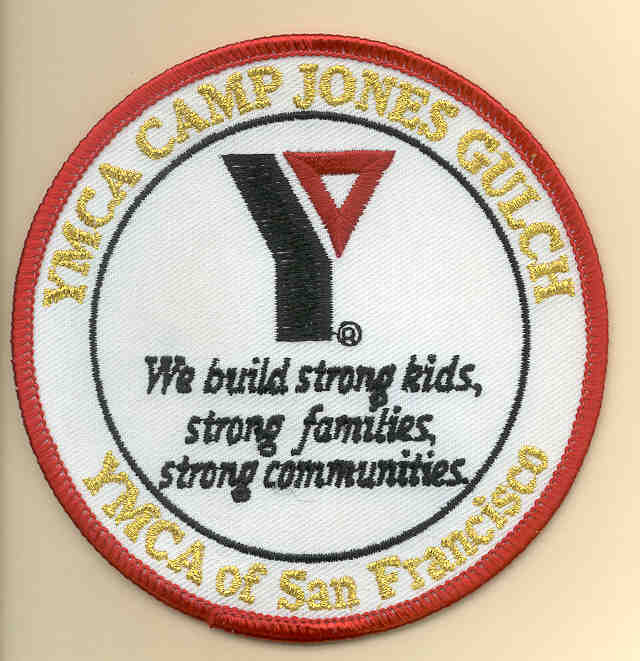 YMCA CAMP JONES GULCH
Y®
We build strong kids,
strong families,
strong communities.
YMCA of San Francisco